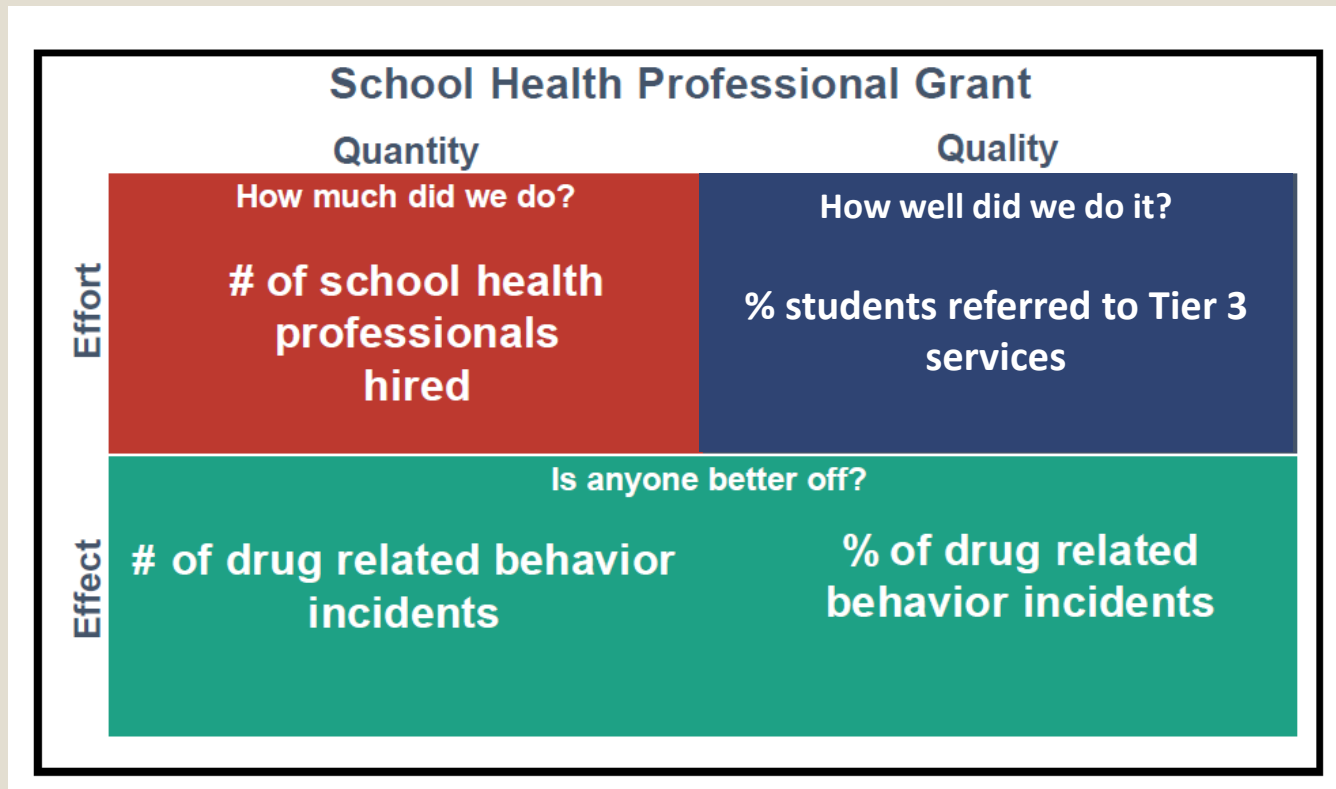 School Health Professional Grant
Quantity
Quality
Effort
How much did we do?
# of school health
professionals
hired
How well did we do it?
% students referred to Tier 3
services
Effect
Is anyone better off?
# of drug related behavior
incidents
% of drug related
behavior incidents